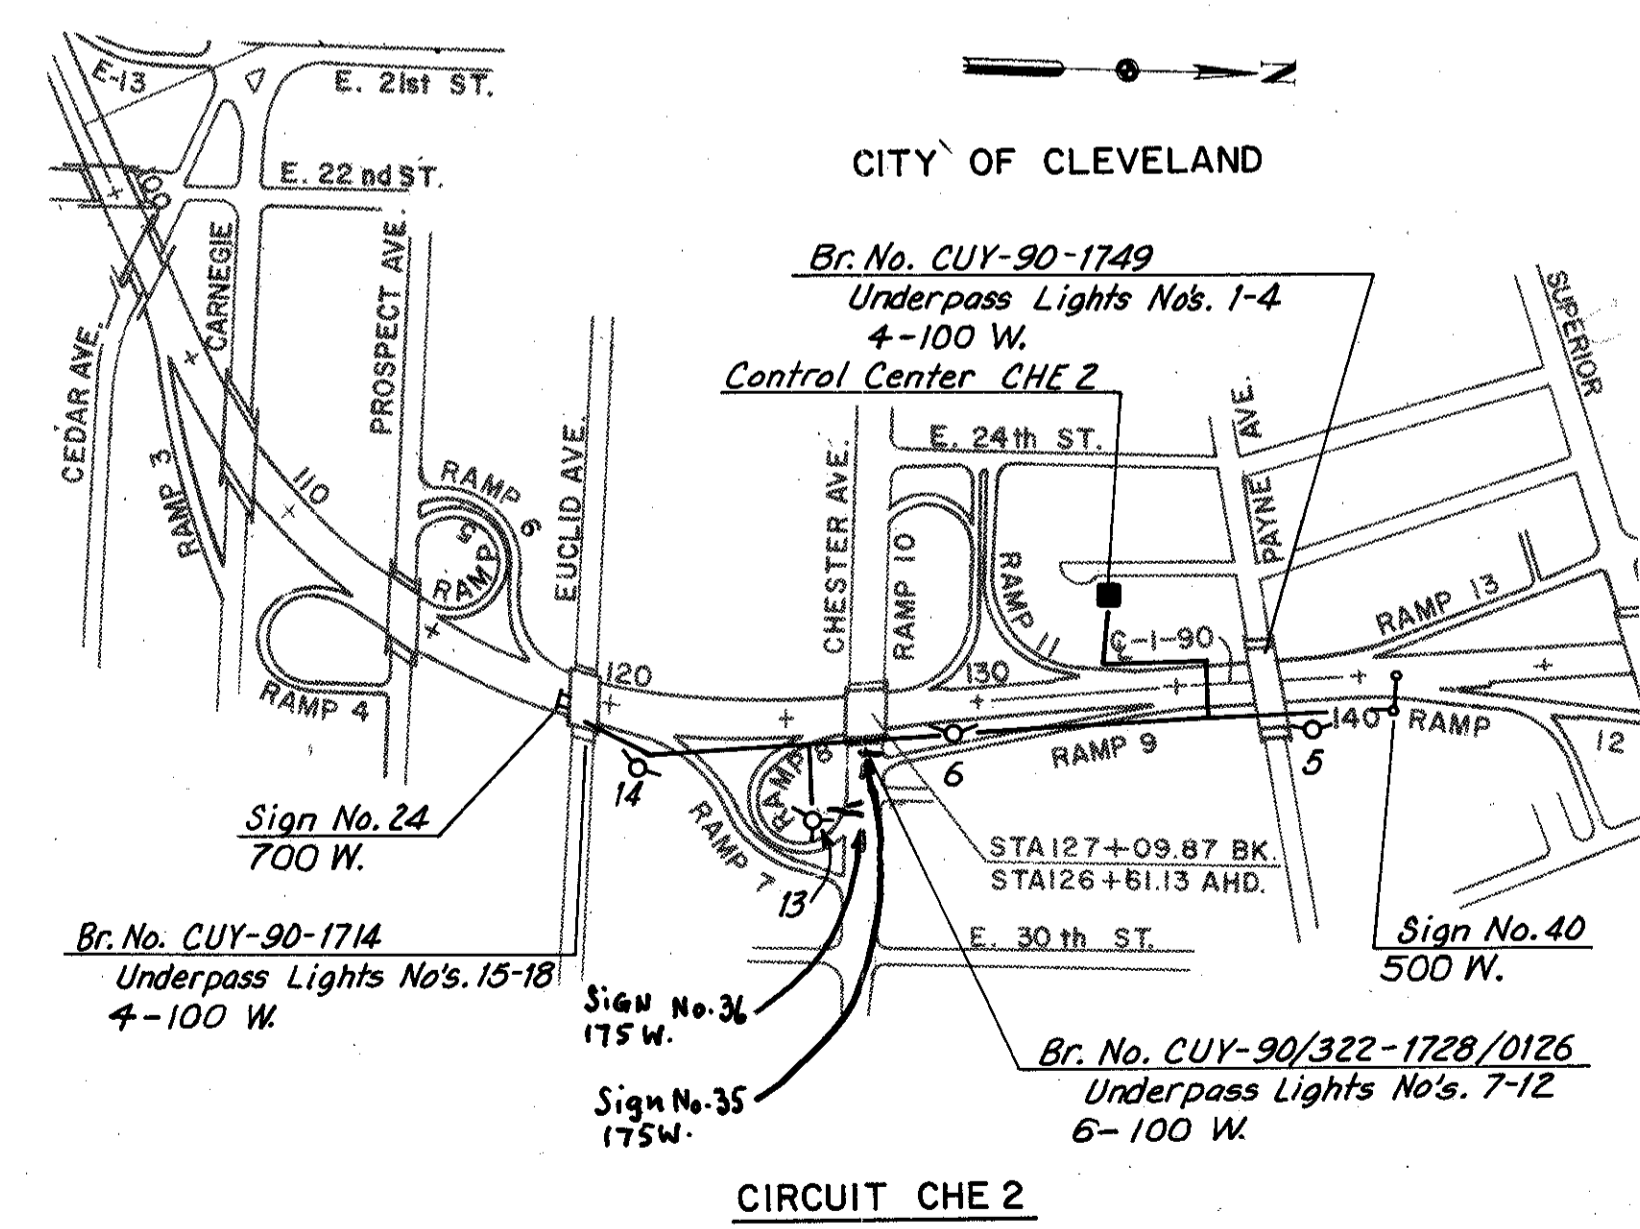 E-13
E. 21st ST.
N
CITY OF CLEVELAND
E. 22nd ST.
100
CARNEGIE
PROSPECT AVE.
Br. No. CUY-90-1749
Underpass Lights No's. 1-4
4-100 W.
Control Center CHE 2
SUPERIOR
CEDAR AVE.
RAMP 3
110
RAMP 6
RAMP 5
EUCLID AVE.
CHESTER AVE.
E. 24th ST.
PAYNE AVE.
RAMP 10
RAMP 11
RAMP 13
℄-I-90
RAMP 4
120
130
140
RAMP 12
RAMP 9
RAMP 8
RAMP 7
14
6
5
13
Sign No. 24
700 W.
STA 127+09.87 BK.
STA 126+61.13 AHD.
E. 30th ST.
Sign No. 40
500 W.
Br. No. CUY-90-1714
Underpass Lights No's. 15-18
4-100 W.
SiGN No. 36
175 W.
Sign No. 35
175 W.
Br. No. CUY-90/322-1728/0126
Underpass Lights No's. 7-12
6-100 W.
CIRCUIT CHE 2